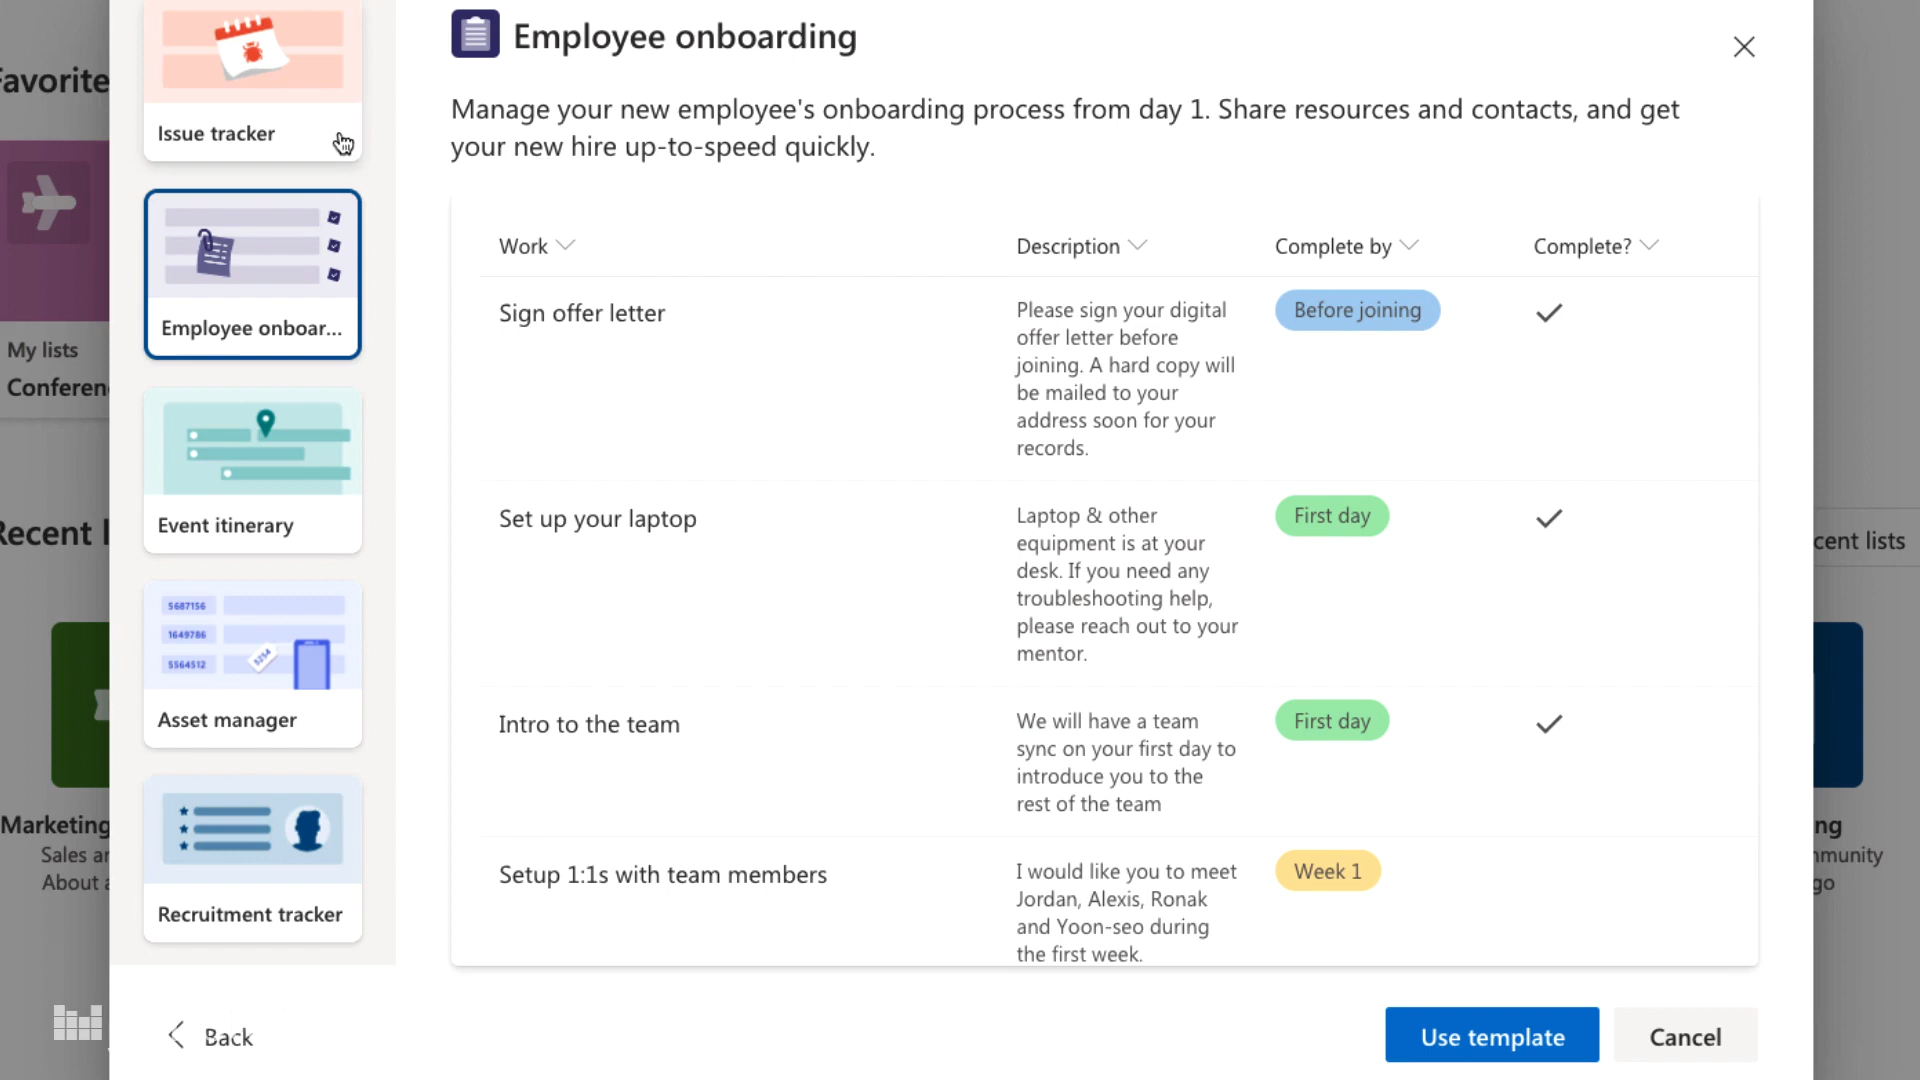 Favorite
My lists
Conferen
Recent l
Marketing
Sales ar
About a
Issue tracker
Employee onboar...
Event itinerary
5687156
1649786
5564512
5254
Asset manager
Recruitment tracker
Employee onboarding
Manage your new employee's onboarding process from day 1. Share resources and contacts, and get
your new hire up-to-speed quickly.
Work Description Complete by Complete?
Sign offer letter
Please sign your digital
offer letter before
joining. A hard copy will
be mailed to your
address soon for your
records.
Before joining
Set up your laptop
Laptop & other
equipment is at your
desk. If you need any
troubleshooting help,
please reach out to your
mentor.
First day
Intro to the team
We will have a team
sync on your first day to
introduce you to the
rest of the team
First day
Setup 1:1s with team members
I would like you to meet
Jordan, Alexis, Ronak
and Yoon-seo during
the first week.
Week 1
cent lists
ng
mmunity
go
Back
Use template
Cancel